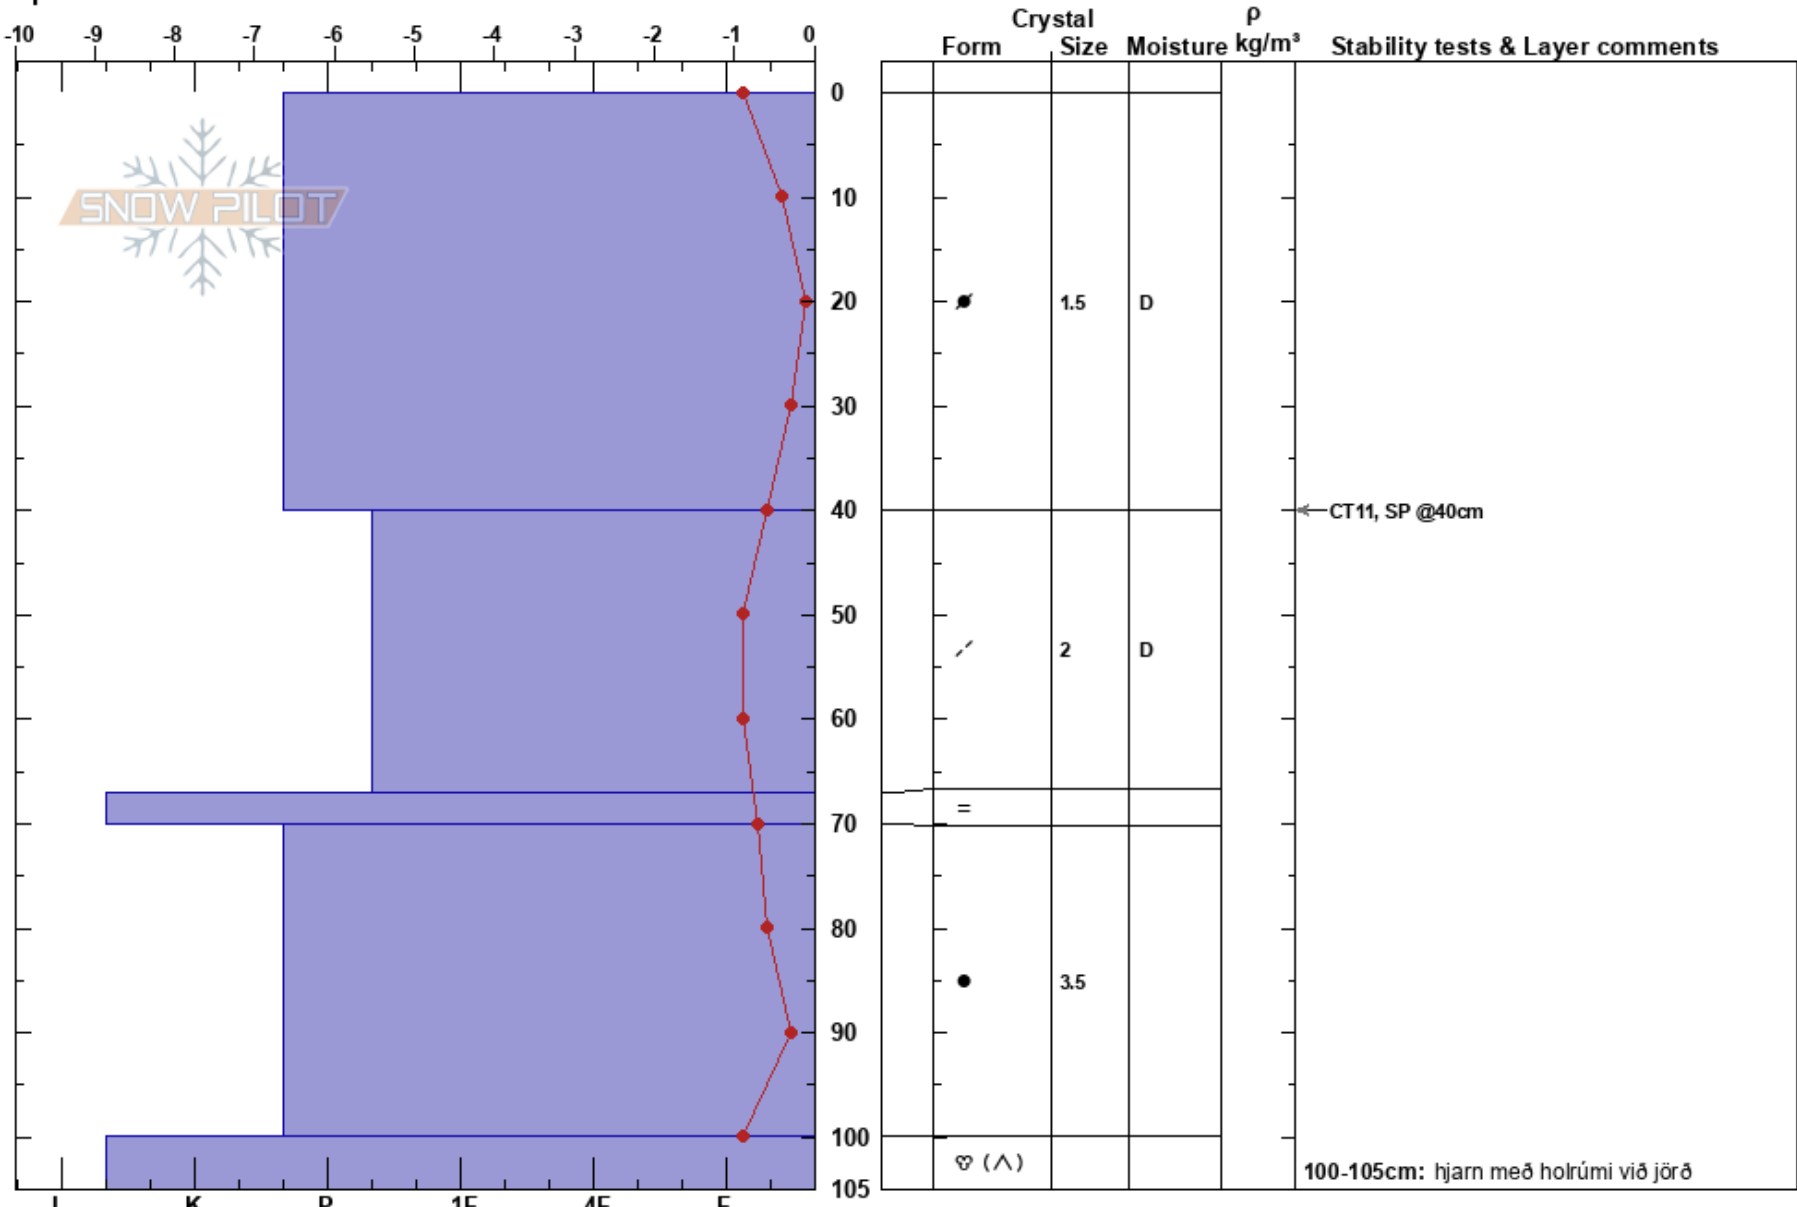 Crystal ρ
-10 -9 -8 -7 -6 -5 -4 -3 -2 -1 0 Form Size Moisture kg/m³ Stability tests & Layer comments
0
SNOW PILOT
10
20 1.5 D
30
40 CT11, SP @40cm
50
2 D
60
=
70
80
3.5
90
100
100-105cm: hjarn með holrúmi við jörð
105
K 1F 4F F